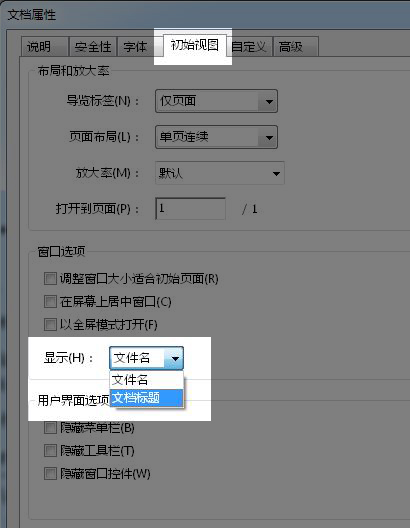 文档属性
说明 安全性 字体 初始视图 自定义 高级
布局和放大率
导览标签(N)： 仅页面
页面布局(L)： 单页连续
放大率(M)： 默认
打开到页面(P)： 1 / 1
窗口选项
调整窗口大小适合初始页面(R)
在屏幕上居中窗口(C)
以全屏模式打开(F)
显示(H)： 文件名
文件名
文档标题
用户界面选项
隐藏菜单栏(B)
隐藏工具栏(T)
隐藏窗口控件(W)